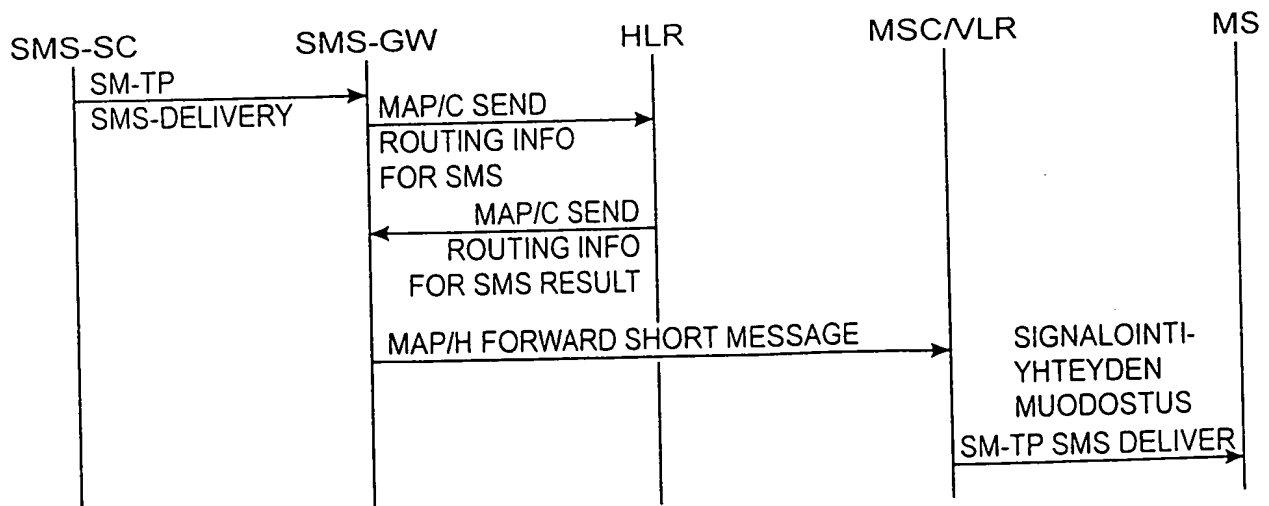 SMS-SC
SMS-GW
HLR
MSC/VLR
MS
SM-TP
SMS-DELIVERY
MAP/C SEND
ROUTING INFO
FOR SMS
MAP/C SEND
ROUTING INFO
FOR SMS RESULT
MAP/H FORWARD SHORT MESSAGE
SIGNALOINTI-
YHTEYDEN
MUODOSTUS
SM-TP SMS DELIVER